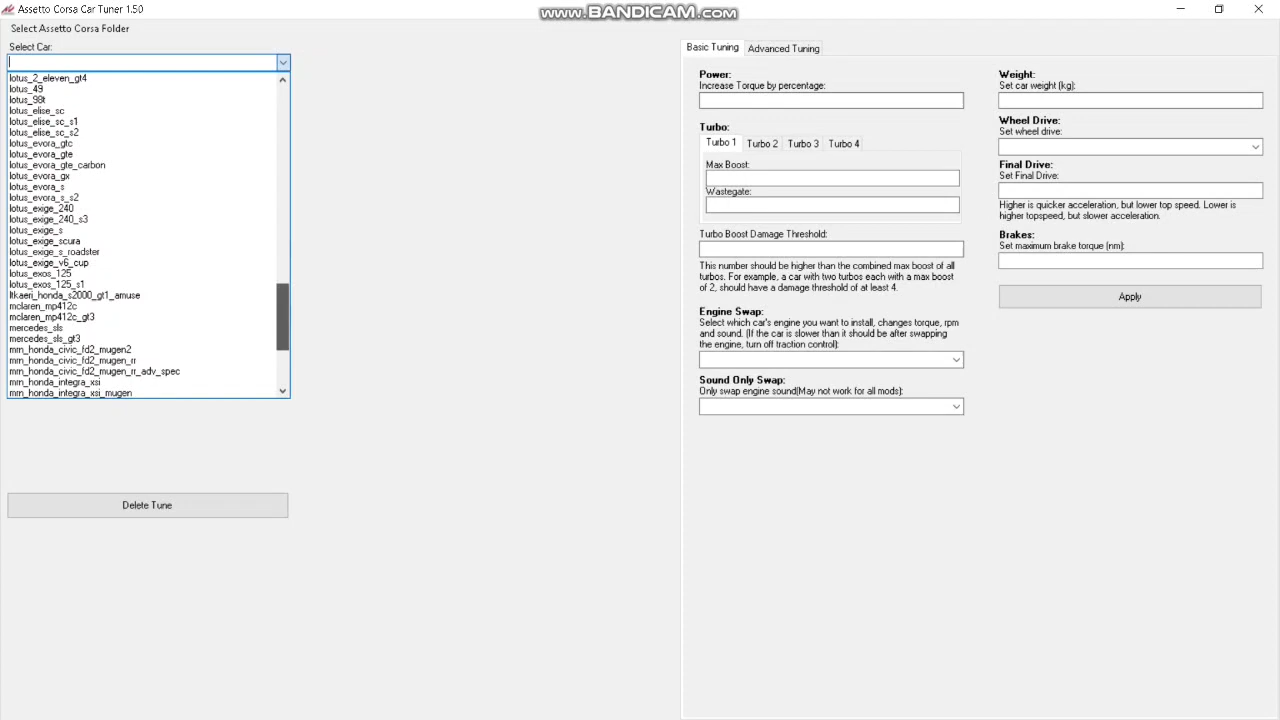 Assetto Corsa Car Tuner 1.50
www.BANDICAM.com
Select Assetto Corsa Folder
Select Car:
lotus_2_eleven_gt4
lotus_49
lotus_98t
lotus_elise_sc
lotus_elise_sc_s1
lotus_elise_sc_s2
lotus_evora_gtc
lotus_evora_gte
lotus_evora_gte_carbon
lotus_evora_gx
lotus_evora_s
lotus_evora_s_s2
lotus_exige_240
lotus_exige_240_s3
lotus_exige_s
lotus_exige_scura
lotus_exige_s_roadster
lotus_exige_v6_cup
lotus_exos_125
lotus_exos_125_s1
ltkaeri_honda_s2000_gt1_amuse
mclaren_mp412c
mclaren_mp412c_gt3
mercedes_sls
mercedes_sls_gt3
mrn_honda_civic_fd2_mugen2
mrn_honda_civic_fd2_mugen_rr
mrn_honda_civic_fd2_mugen_rr_adv_spec
mrn_honda_integra_xsi
mrn_honda_integra_xsi_mugen
Delete Tune
Basic Tuning
Advanced Tuning
Power:
Increase Torque by percentage:
Turbo:
Turbo 1
Turbo 2
Turbo 3
Turbo 4
Max Boost:
Wastegate:
Turbo Boost Damage Threshold:
This number should be higher than the combined max boost of all
turbos. For example, a car with two turbos each with a max boost
of 2, should have a damage threshold of at least 4.
Engine Swap:
Select which car's engine you want to install, changes torque, rpm
and sound. (If the car is slower than it should be after swapping
the engine, turn off traction control):
Sound Only Swap:
Only swap engine sound(May not work for all mods):
Weight:
Set car weight (kg):
Wheel Drive:
Set wheel drive:
Final Drive:
Set Final Drive:
Higher is quicker acceleration, but lower top speed. Lower is
higher topspeed, but slower acceleration.
Brakes:
Set maximum brake torque (nm):
Apply